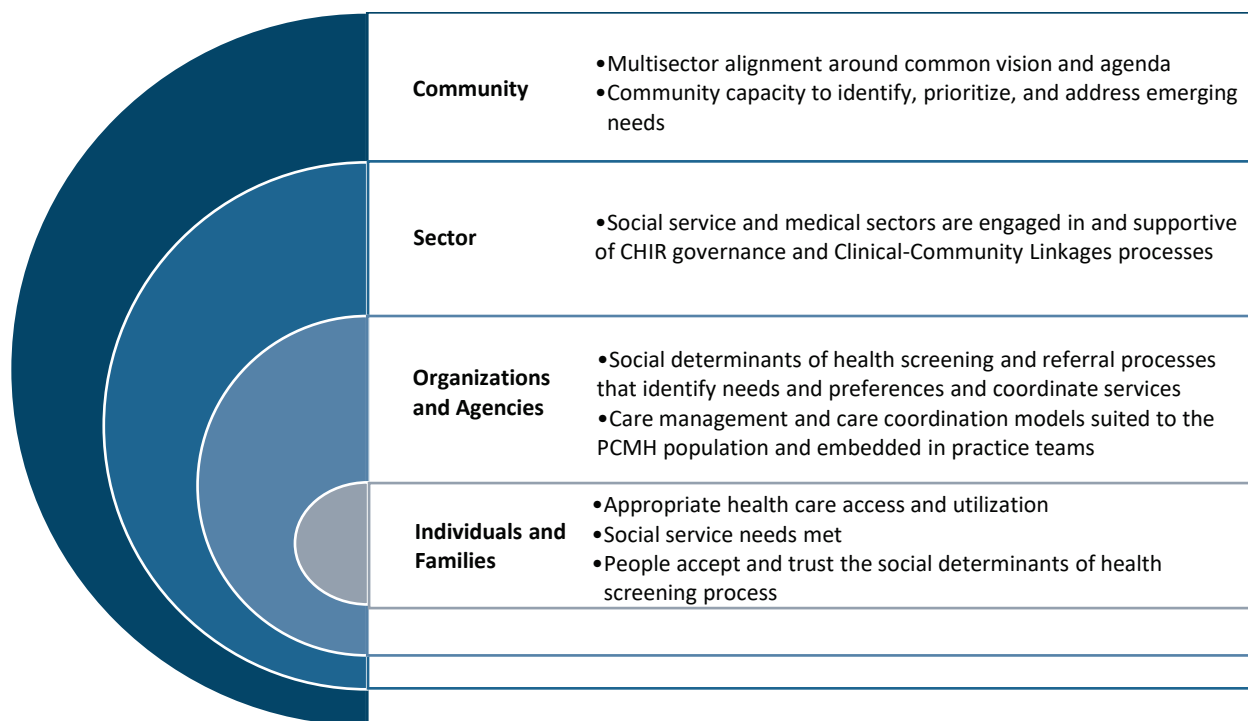 Community
•Multisector alignment around common vision and agenda
•Community capacity to identify, prioritize, and address emerging
needs
Sector
•Social service and medical sectors are engaged in and supportive
of CHIR governance and Clinical-Community Linkages processes
Organizations
and Agencies
•Social determinants of health screening and referral processes
that identify needs and preferences and coordinate services
•Care management and care coordination models suited to the
PCMH population and embedded in practice teams
Individuals and
Families
•Appropriate health care access and utilization
•Social service needs met
•People accept and trust the social determinants of health
screening process